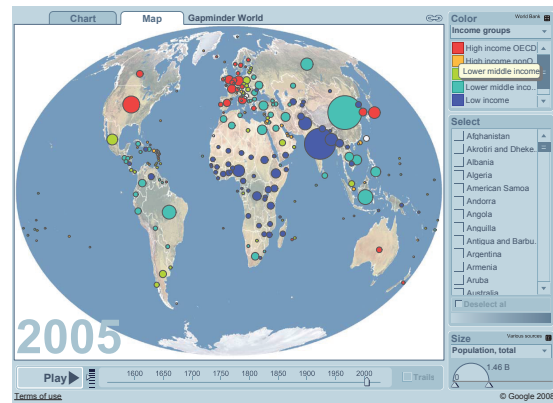 Chart
Map
Gapminder World
Color
World Bank
Income groups
High income OECD
High income nonO
Lower middle income
Lower middle inco...
Low income
Select
Afghanistan
Akrotiri and Dheke...
Albania
Algeria
American Samoa
Andorra
Angola
Anguilla
Antigua and Barbu...
Argentina
Armenia
Aruba
Australia
Deselect all
2005
Size
Various sources
Population, total
0
1.46 B
Play
1600 1650 1700 1750 1800 1850 1900 1950 2000
Trails
Terms of use
© Google 2008